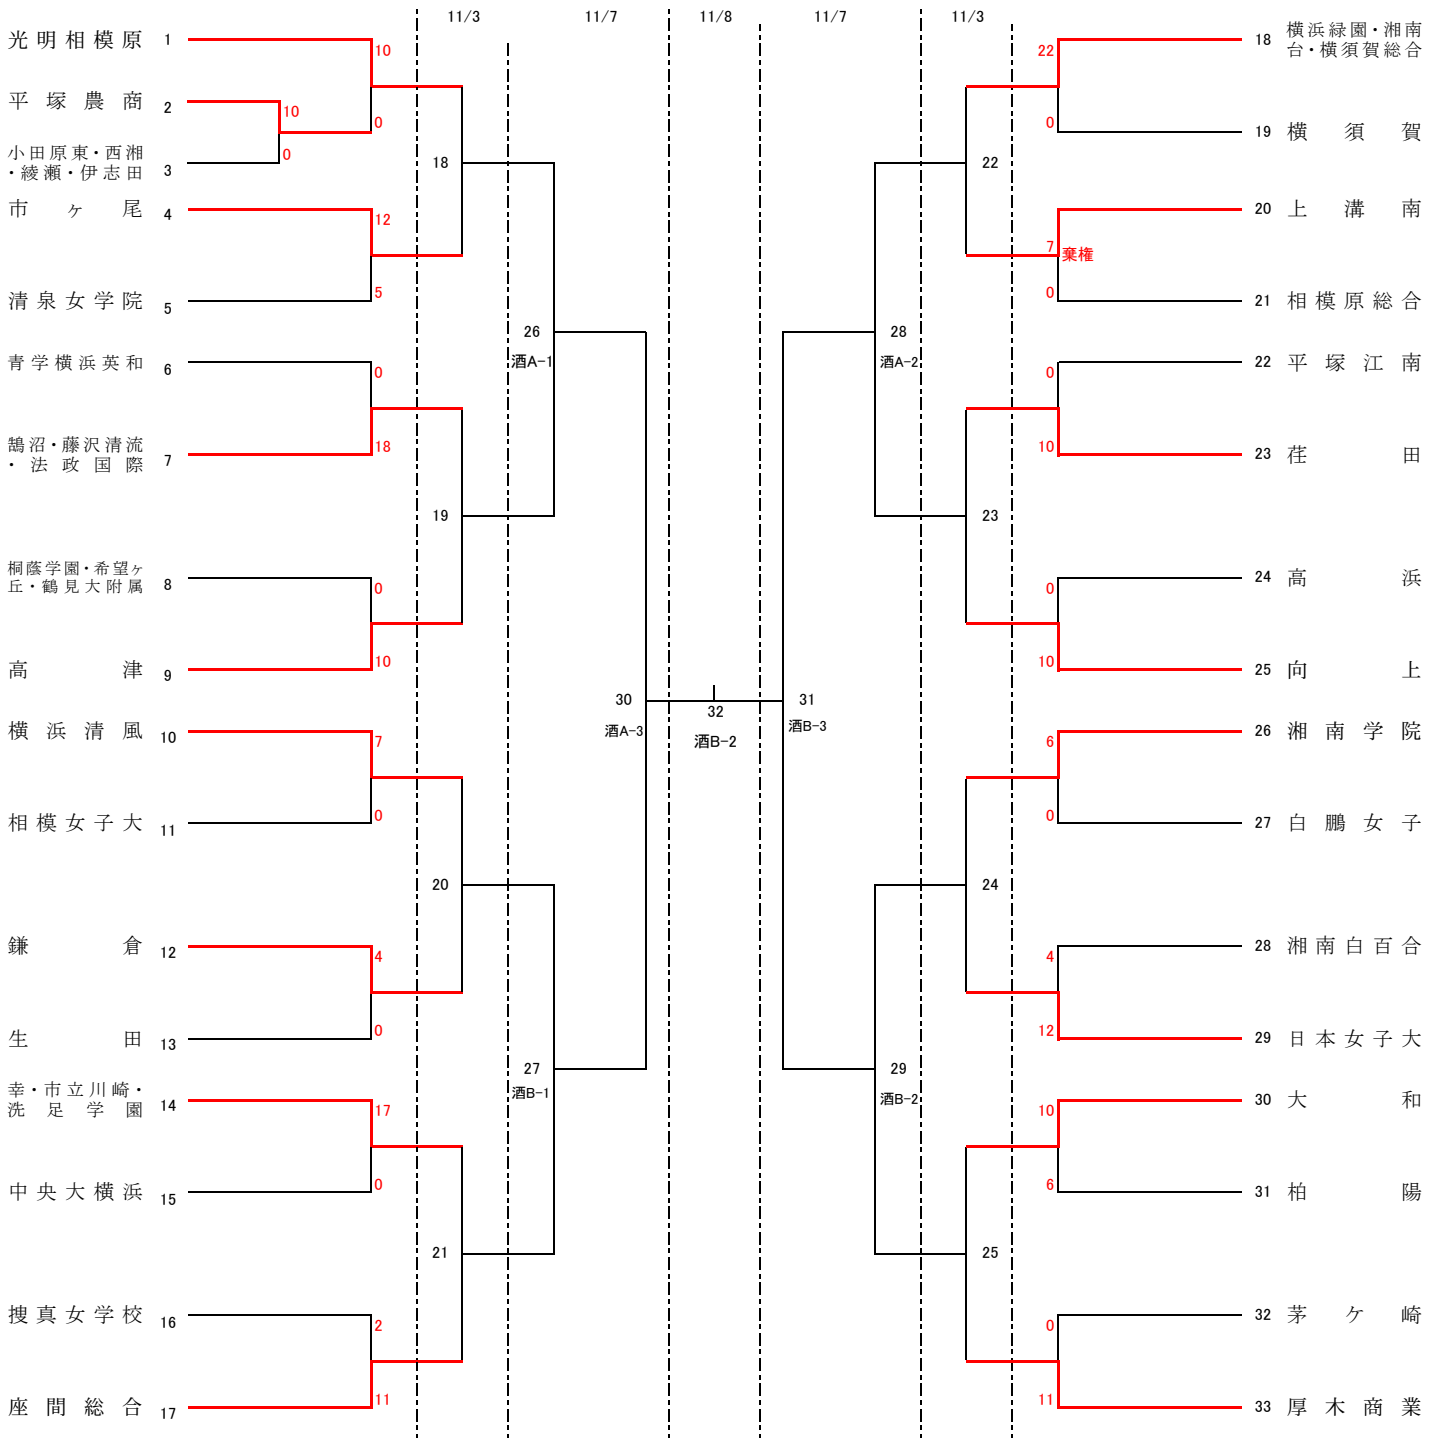 11/3
11/7
11/8
11/7
11/3
光明相模原 1
10
平塚農商 2
10
0
小田原東・西湘
・綾瀬・伊志田 3
0
18
市ヶ尾 4
12
清泉女学院 5
5
26
酒A-1
青学横浜英和 6
0
鵠沼・藤沢清流
・法政国際 7
18
19
桐蔭学園・希望ヶ
丘・鶴見大附属 8
0
高津 9
10
30
酒A-3
横浜清風 10
7
相模女子大 11
0
20
鎌倉 12
4
生田 13
0
27
酒B-1
幸・市立川崎・
洗足学園 14
17
中央大横浜 15
0
21
捜真女学校 16
2
座間総合 17
11
32
酒B-2
31
酒B-3
22
18 横浜緑園・湘南
台・横須賀総合
0
19 横須賀
22
20 上溝南
7 棄権
0
21 相模原総合
28
酒A-2
0
22 平塚江南
10
23 荏田
23
0
24 高浜
10
25 向上
6
26 湘南学院
0
27 白鵬女子
24
4
28 湘南白百合
12
29 日本女子大
29
酒B-2
10
30 大和
6
31 柏陽
25
0
32 茅ケ崎
11
33 厚木商業